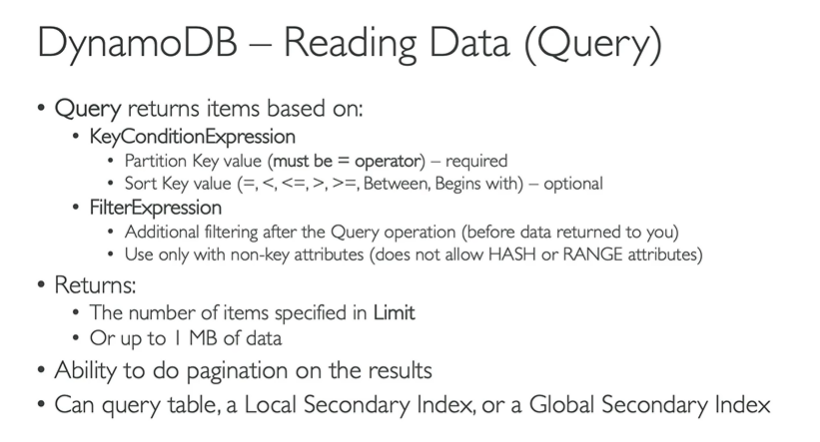 DynamoDB – Reading Data (Query)
• Query returns items based on:
• KeyConditionExpression
• Partition Key value (must be = operator) – required
• Sort Key value (=, <, <=, >, >=, Between, Begins with) – optional
• FilterExpression
• Additional filtering after the Query operation (before data returned to you)
• Use only with non-key attributes (does not allow HASH or RANGE attributes)
• Returns:
• The number of items specified in Limit
• Or up to 1 MB of data
• Ability to do pagination on the results
• Can query table, a Local Secondary Index, or a Global Secondary Index